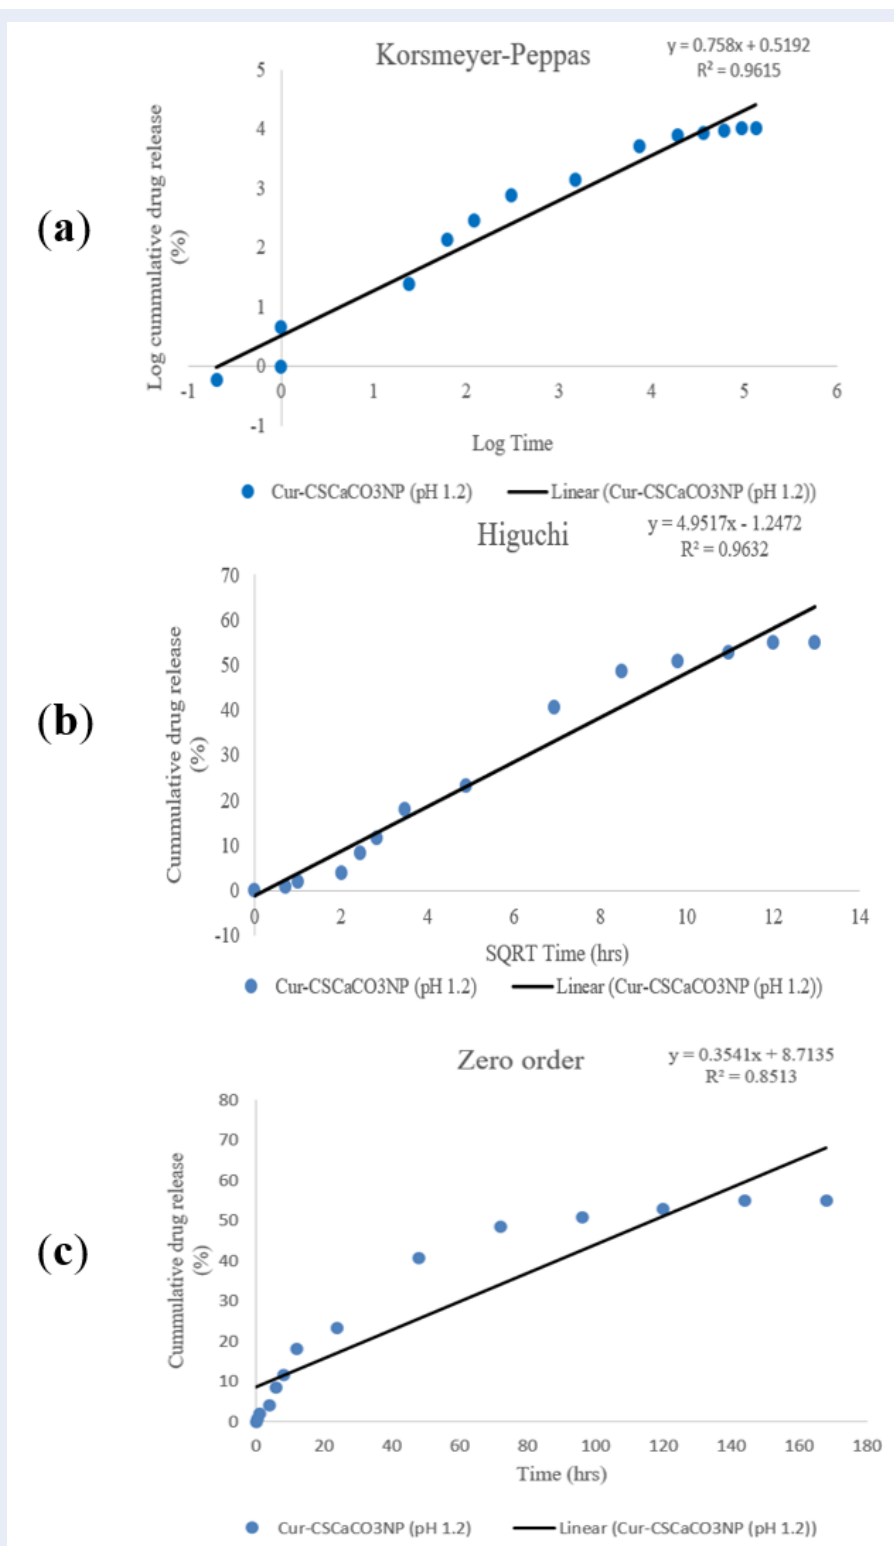 Korsmeyer-Peppas
y = 0.758x + 0.5192
R² = 0.9615
(a)
Log cummulative drug release
(%)
5
4
3
2
1
0
-1
-1 0 1 2 3 4 5 6
Log Time
Cur-CSCaCO3NP (pH 1.2) Linear (Cur-CSCaCO3NP (pH 1.2))
Higuchi
y = 4.9517x - 1.2472
R² = 0.9632
(b)
Cummulative drug release
(%)
70
60
50
40
30
20
10
0
-10
0 2 4 6 8 10 12 14
SQRT Time (hrs)
Cur-CSCaCO3NP (pH 1.2) Linear (Cur-CSCaCO3NP (pH 1.2))
Zero order
y = 0.3541x + 8.7135
R² = 0.8513
(c)
Cummulative drug release
(%)
80
70
60
50
40
30
20
10
0
0 20 40 60 80 100 120 140 160 180
Time (hrs)
Cur-CSCaCO3NP (pH 1.2) Linear (Cur-CSCaCO3NP (pH 1.2))